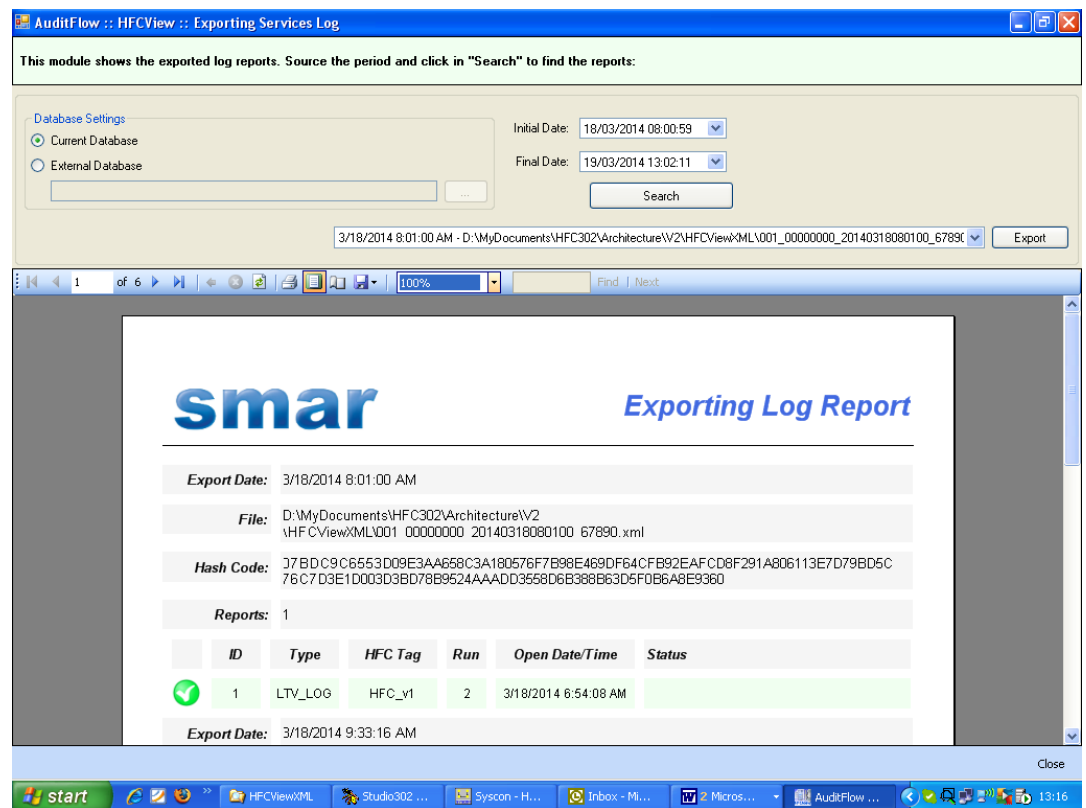 AuditFlow :: HFCView :: Exporting Services Log
This module shows the exported log reports. Source the period and click in "Search" to find the reports:
Database Settings
Current Database
External Database
...
Initial Date: 18/03/2014 08:00:59
Final Date: 19/03/2014 13:02:11
Search
3/18/2014 8:01:00 AM - D:\MyDocuments\HFC302\Architecture\V2\HFCViewXML\001_00000000_20140318080100_6789(
Export
1 of 6 100% Find | Next
smar
Exporting Log Report
Export Date: 3/18/2014 8:01:00 AM
File: D:\MyDocuments\HFC302\Architecture\V2
\HFCViewXML\001_00000000_20140318080100_67890.xml
Hash Code: 37BDC9C6553D09E3AA658C3A180576F7B98E469DF64CFB92EAFCD8F291A806113E7D79BD5C
76C7D3E1D003D3BD78B9524AAADD3558D6B388B63D5F0B6A8E9360
Reports: 1
ID Type HFC Tag Run Open Date/Time Status
1 LTV_LOG HFC_v1 2 3/18/2014 6:54:08 AM
Export Date: 3/18/2014 9:33:16 AM
Close
start HFCViewXML Studio302 ... Syscon - H... Inbox - Mi... 2 Micros... AuditFlow ... 13:16